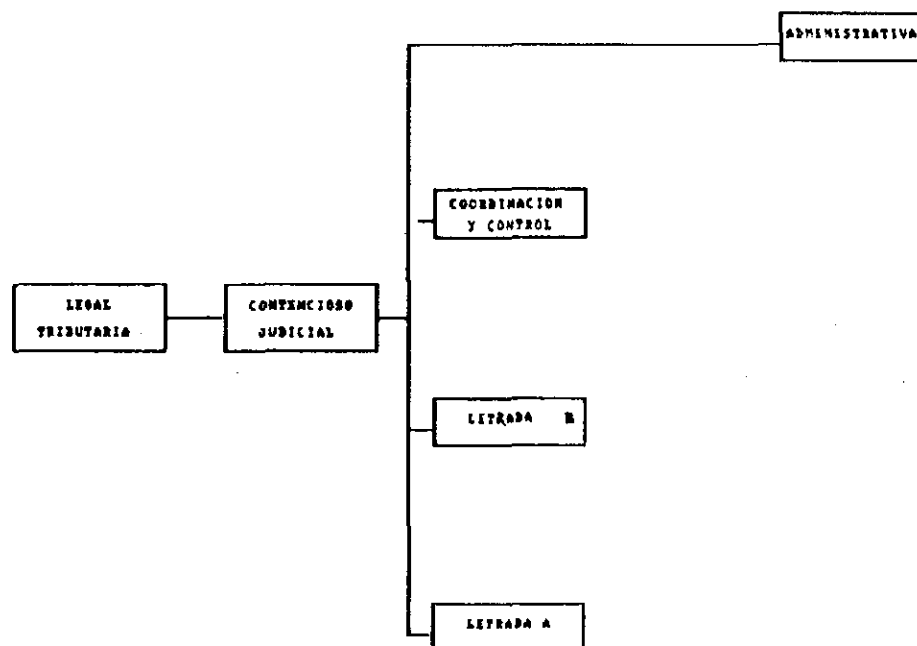 ADMINISTRATIVA
COORDINACION
Y CONTROL
LEGAL
TRIBUTARIA
CONTENCIOSO
JUDICIAL
LETRADA B
LETRADA A